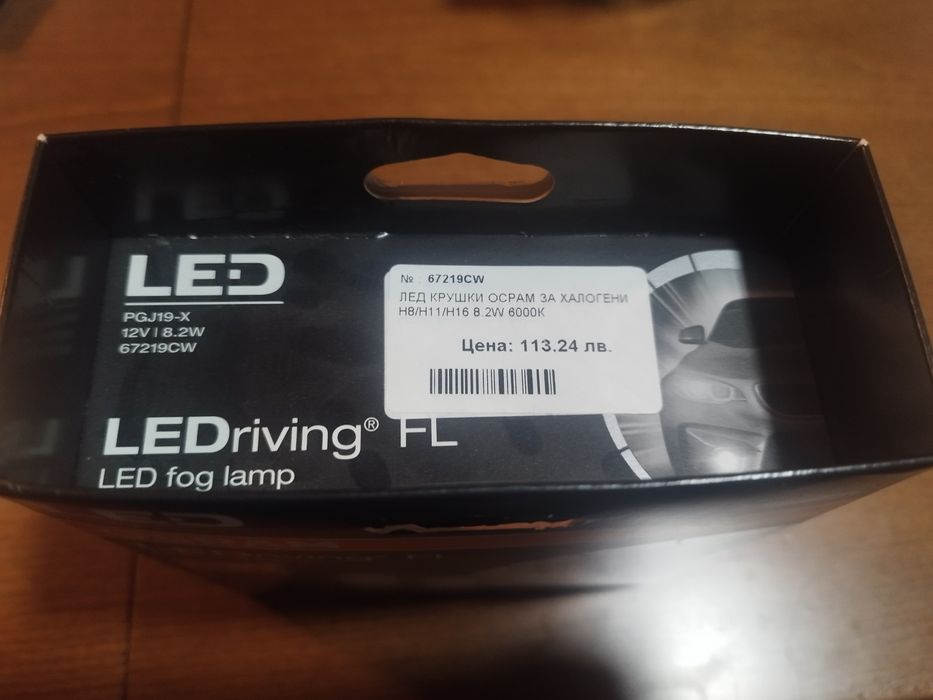 LED
PGJ19-X
12V | 8.2W
67219CW
№ : 67219CW
ЛЕД КРУШКИ ОСРАМ ЗА ХАЛОГЕНИ
H8/H11/H16 8.2W 6000K
Цена: 113.24 лв.
LEDriving® FL
LED fog lamp